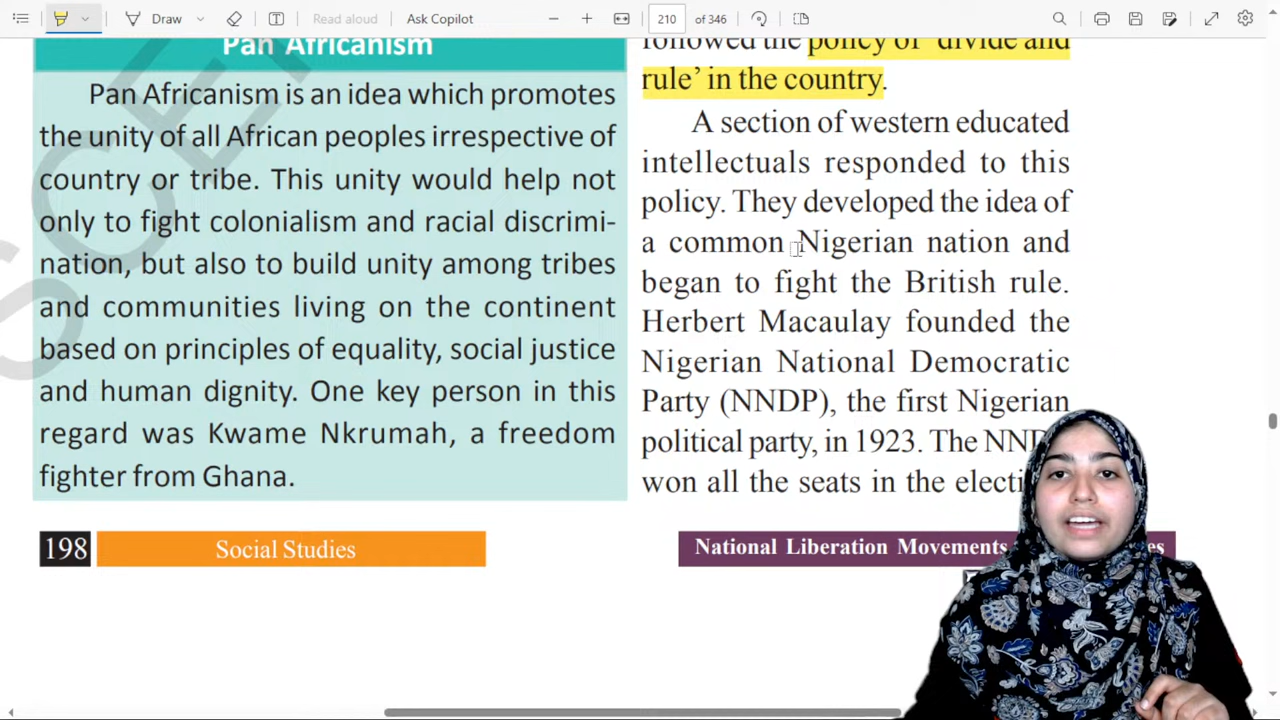 Draw
Read aloud
Ask Copilot
210
of 346
Pan Africanism
Pan Africanism is an idea which promotes
the unity of all African peoples irrespective of
country or tribe. This unity would help not
only to fight colonialism and racial discrimi-
nation, but also to build unity among tribes
and communities living on the continent
based on principles of equality, social justice
and human dignity. One key person in this
regard was Kwame Nkrumah, a freedom
fighter from Ghana.
198
Social Studies
followed the policy of 'divide and
rule' in the country.
A section of western educated
intellectuals responded to this
policy. They developed the idea of
a common Nigerian nation and
began to fight the British rule.
Herbert Macaulay founded the
Nigerian National Democratic
Party (NNDP), the first Nigerian
political party, in 1923. The
won all the seats in the
National Liberation Movements